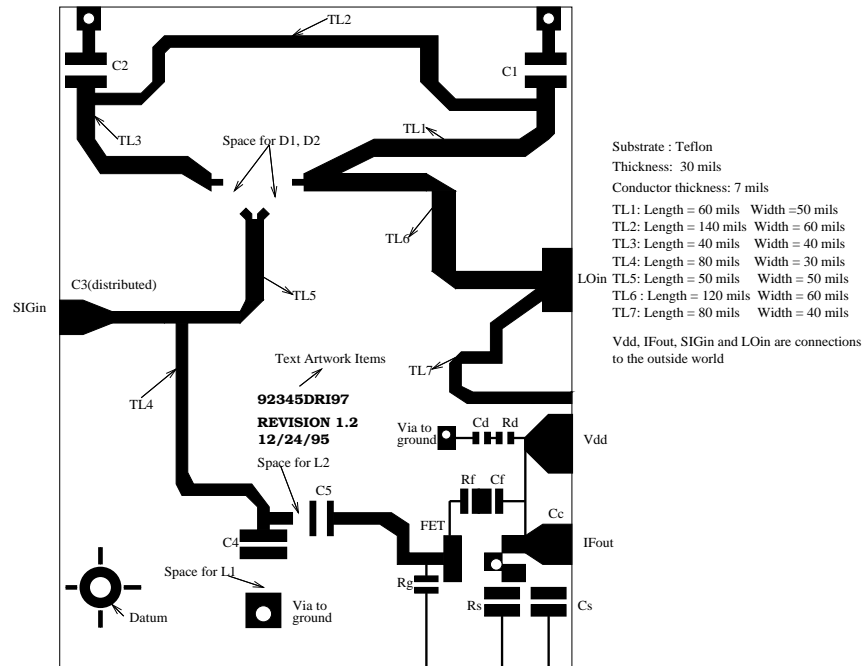 TL2
C2
C1
TL3
Space for D1, D2
TL1
Substrate : Teflon
Thickness: 30 mils
Conductor thickness: 7 mils
TL1: Length = 60 mils Width =50 mils
TL2: Length = 140 mils Width = 60 mils
TL3: Length = 40 mils Width = 40 mils
TL4: Length = 80 mils Width = 30 mils
TL5: Length = 50 mils Width = 50 mils
TL6 : Length = 120 mils Width = 60 mils
TL7: Length = 80 mils Width = 40 mils
Vdd, IFout, SIGin and LOin are connections
to the outside world
TL6
LOin
C3(distributed)
TL5
SIGin
TL7
Text Artwork Items
TL4
92345DRI97
REVISION 1.2
12/24/95
Via to
ground
Cd
Rd
Vdd
Space for L2
C5
Rf
Cf
FET
Cc
IFout
C4
Space for L1
Rg
Rs
Cs
Datum
Via to
ground